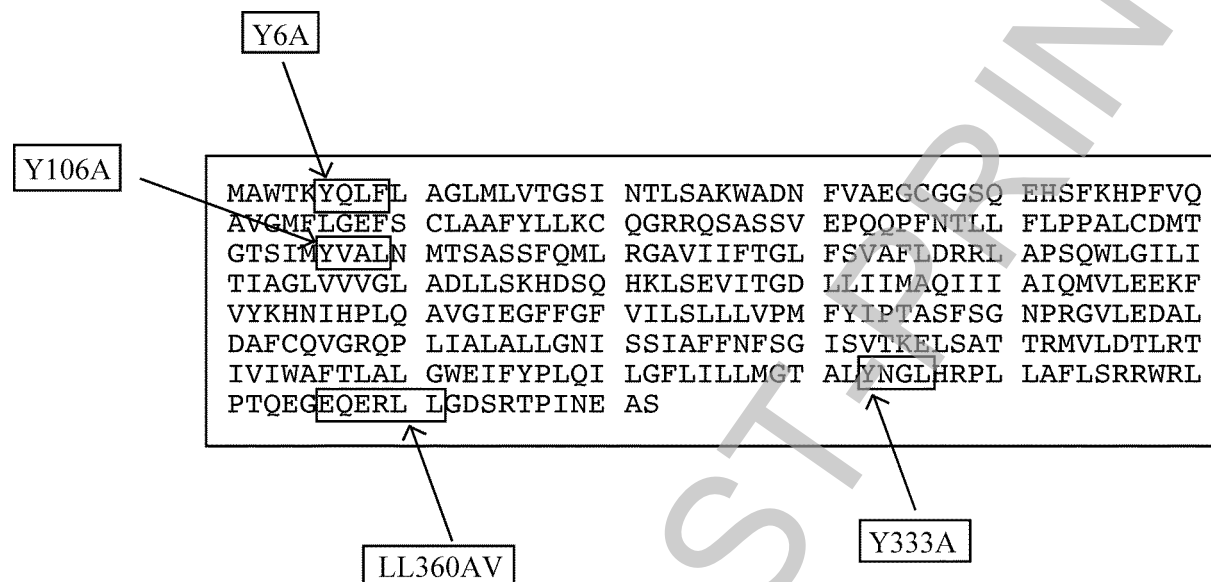 Y6A
Y106A
MAWTKYQLFL AGLMLVTGSI NTLSAKWADN FVAEGCGGSQ EHSFKHPFVQ
AVGMFLGEFS CLAAFYLLKC QGRRQSASSV EPQQPFNTLL FLPPALCDMT
GTSIMYVALN MTSASSFQML RGAVIIFTGL FSVAFLDRRL APSQWLGILI
TIAGLVVVGL ADLLSKHDSQ HKLSEVITGD LLIIMAQIII AIQMVLEEKF
VYKHNIHPLQ AVGIEGFFGF VILSLLLVPM FYIPTASFSG NPRGVLEDAL
DAFCQVGRQP LIALALLGNI SSIAFFNFSG ISVTKELSAT TRMVLDTLRT
IVIWAFTLAL GWEIFYPLQI LGFLILLMGT ALYNGLHRPL LAFLSRRWRL
PTQEGEQERL LGDSRTPINE AS
Y333A
LL360AV
ST-PRIN